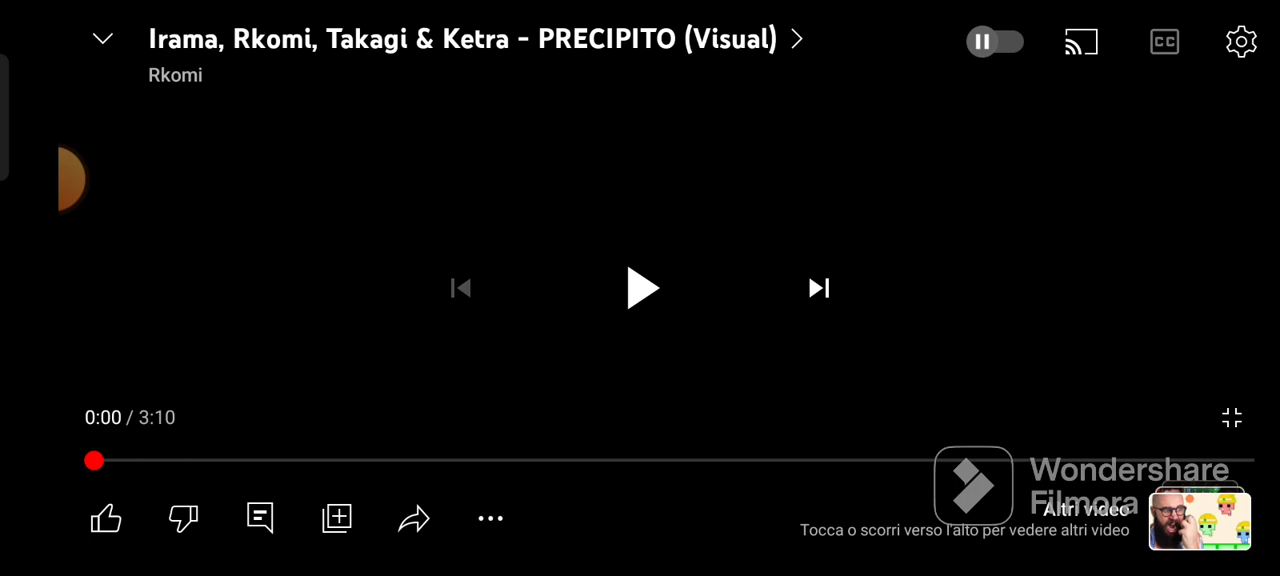 Irama, Rkomi, Takagi & Ketra - PRECIPITO (Visual)
Rkomi
CC
0:00 / 3:10
Wondershare
Filmora
Altri video
Tocca o scorri verso l'alto per vedere altri video